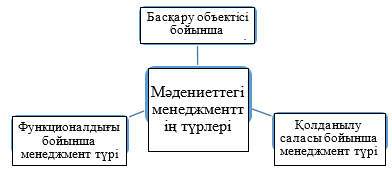 Басқару объектісі
бойынша
Мәдениеттегі
менеджментт
ің түрлері
Функционалдығы
бойынша
менеджмент түрі
Қолданылу
саласы бойынша
менеджмент түрі